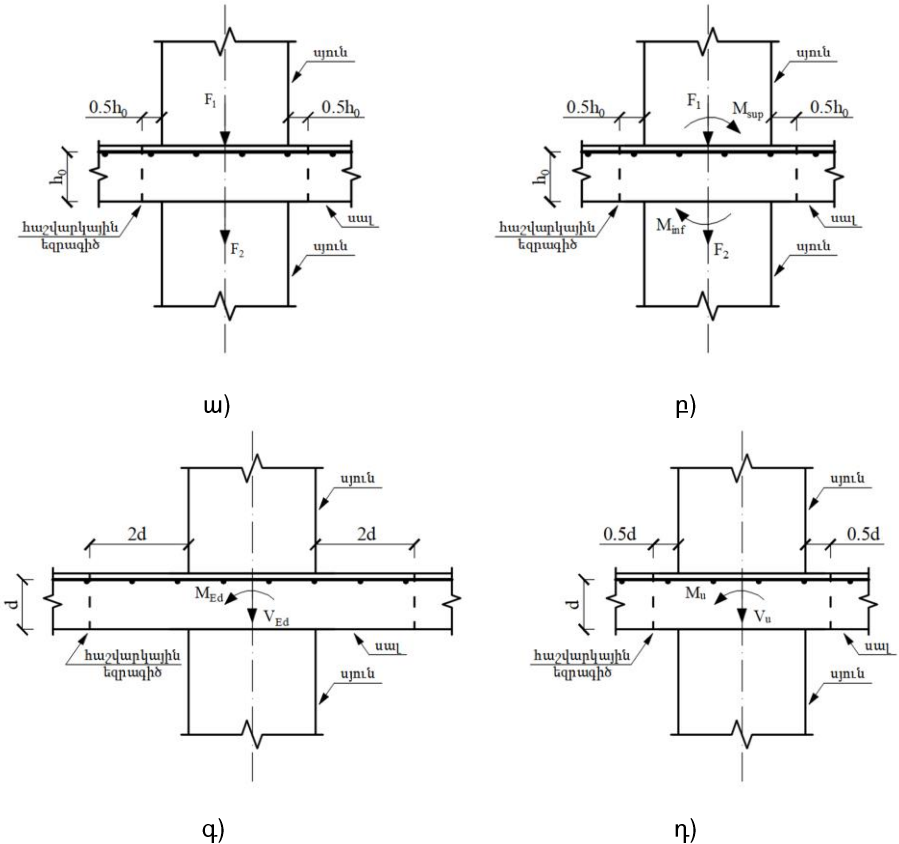 սյուն
F₁
0.5h₀
0.5h₀
h₀
հաշվարկային
եզրագիծ
սալ
F₂
սյուն
ա)
սյուն
F₁
Msup
0.5h₀
0.5h₀
h₀
Minf
հաշվարկային
եզրագիծ
սալ
F₂
սյուն
բ)
սյուն
2d
2d
d
MEd
VEd
հաշվարկային
եզրագիծ
սալ
սյուն
գ)
սյուն
0.5d
0.5d
d
Mu
Vu
հաշվարկային
եզրագիծ
սալ
սյուն
դ)